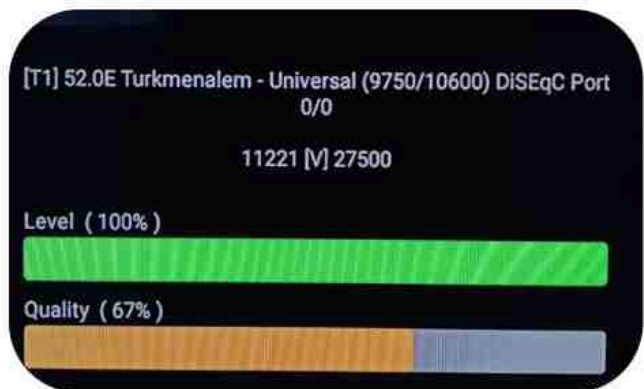 [T1] 52.0E Turkmenalem - Universal (9750/10600) DiSEqC Port
0/0
11221 [V] 27500
Level ( 100% )
Quality ( 67% )